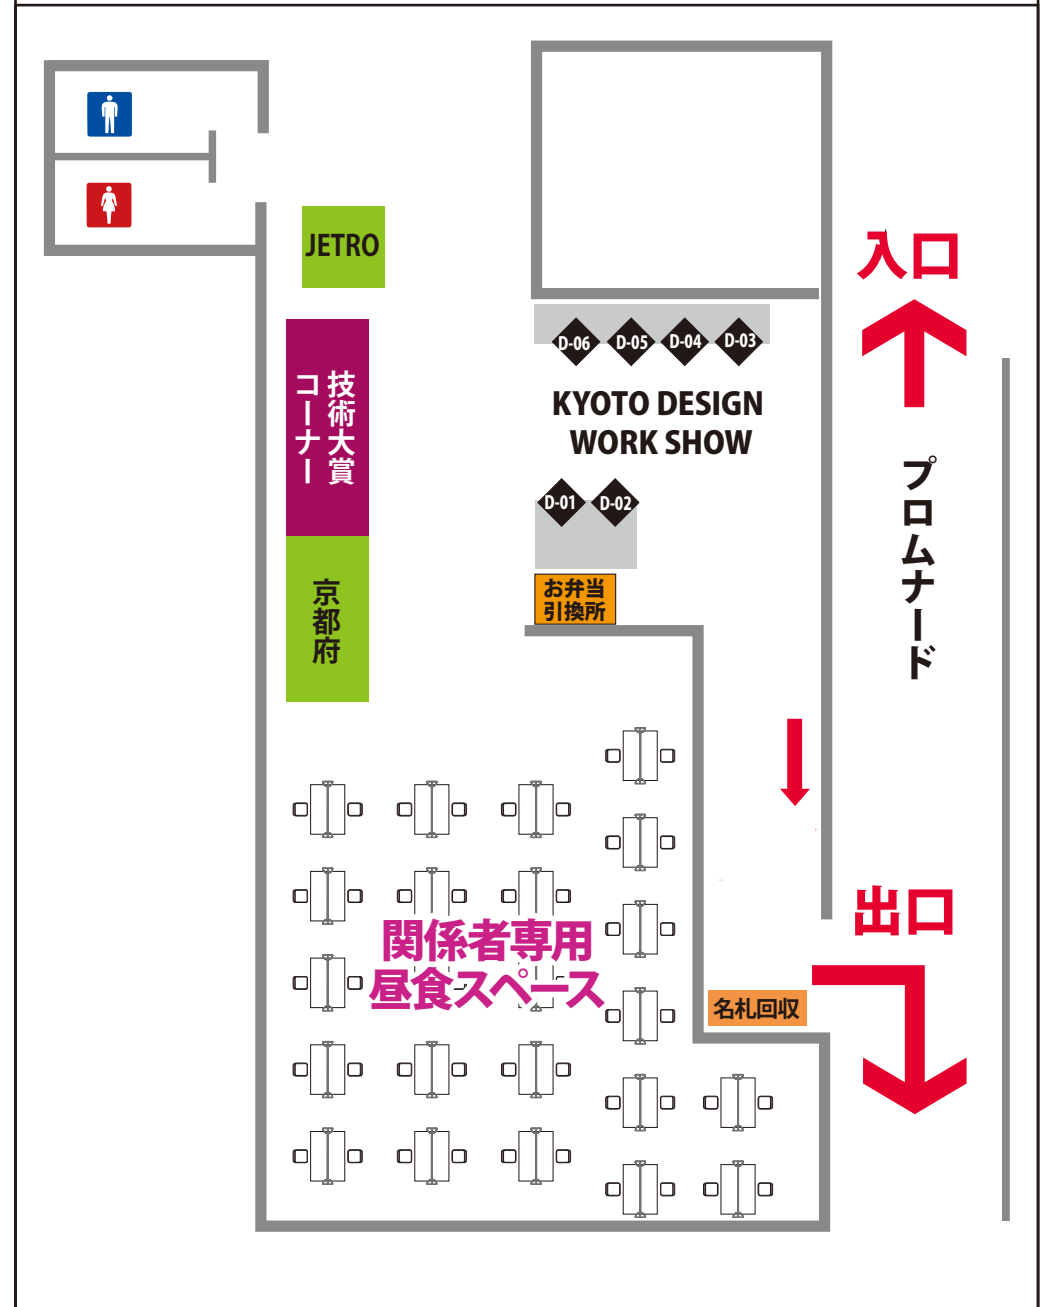 JETRO
入口
D-06
D-05
D-04
D-03
技術大賞
コーナー
KYOTO DESIGN
WORK SHOW
プロムナード
D-01
D-02
お弁当
引換所
京都府
出口
関係者専用
昼食スペース
名札回収